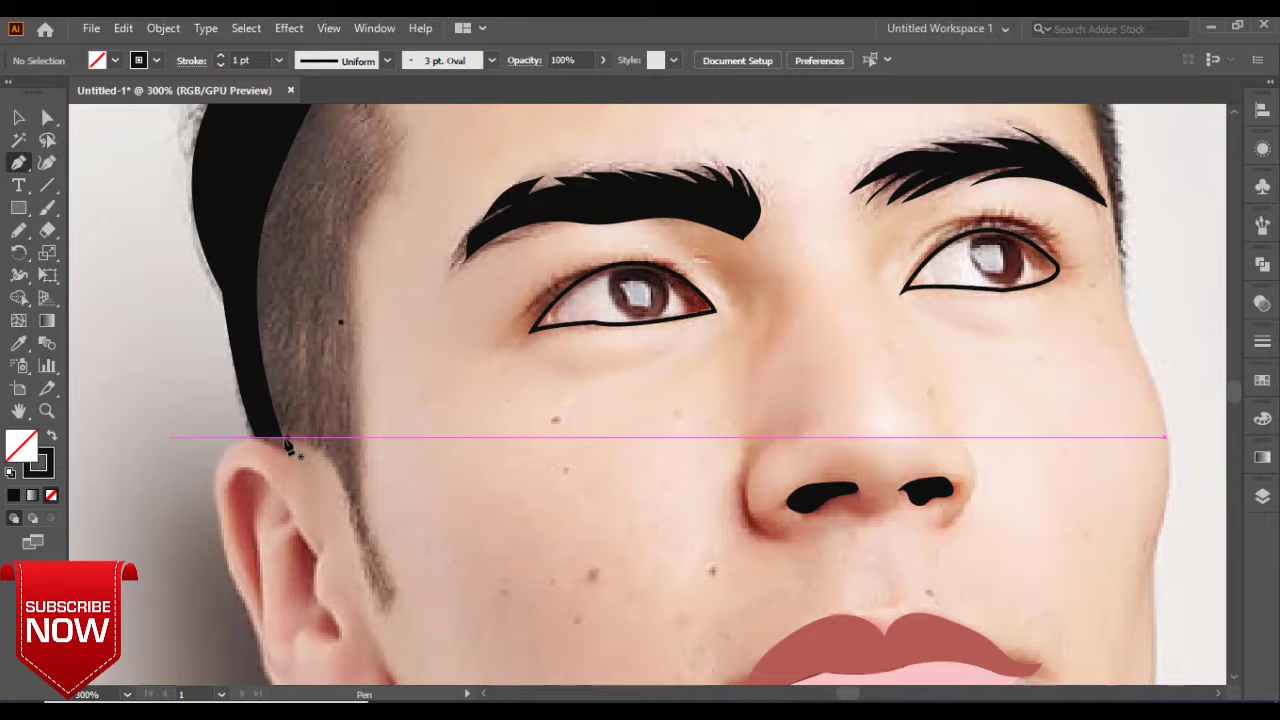 Ai File Edit Object Type Select Effect View Window Help Untitled Workspace 1 Search Adobe Stock
No Selection Stroke: 1 pt Uniform 3 pt. Oval Opacity: 100% Style: Document Setup Preferences
Untitled-1* @ 300% (RGB/GPU Preview)
SUBSCRIBE
NOW
300% 1 Pen